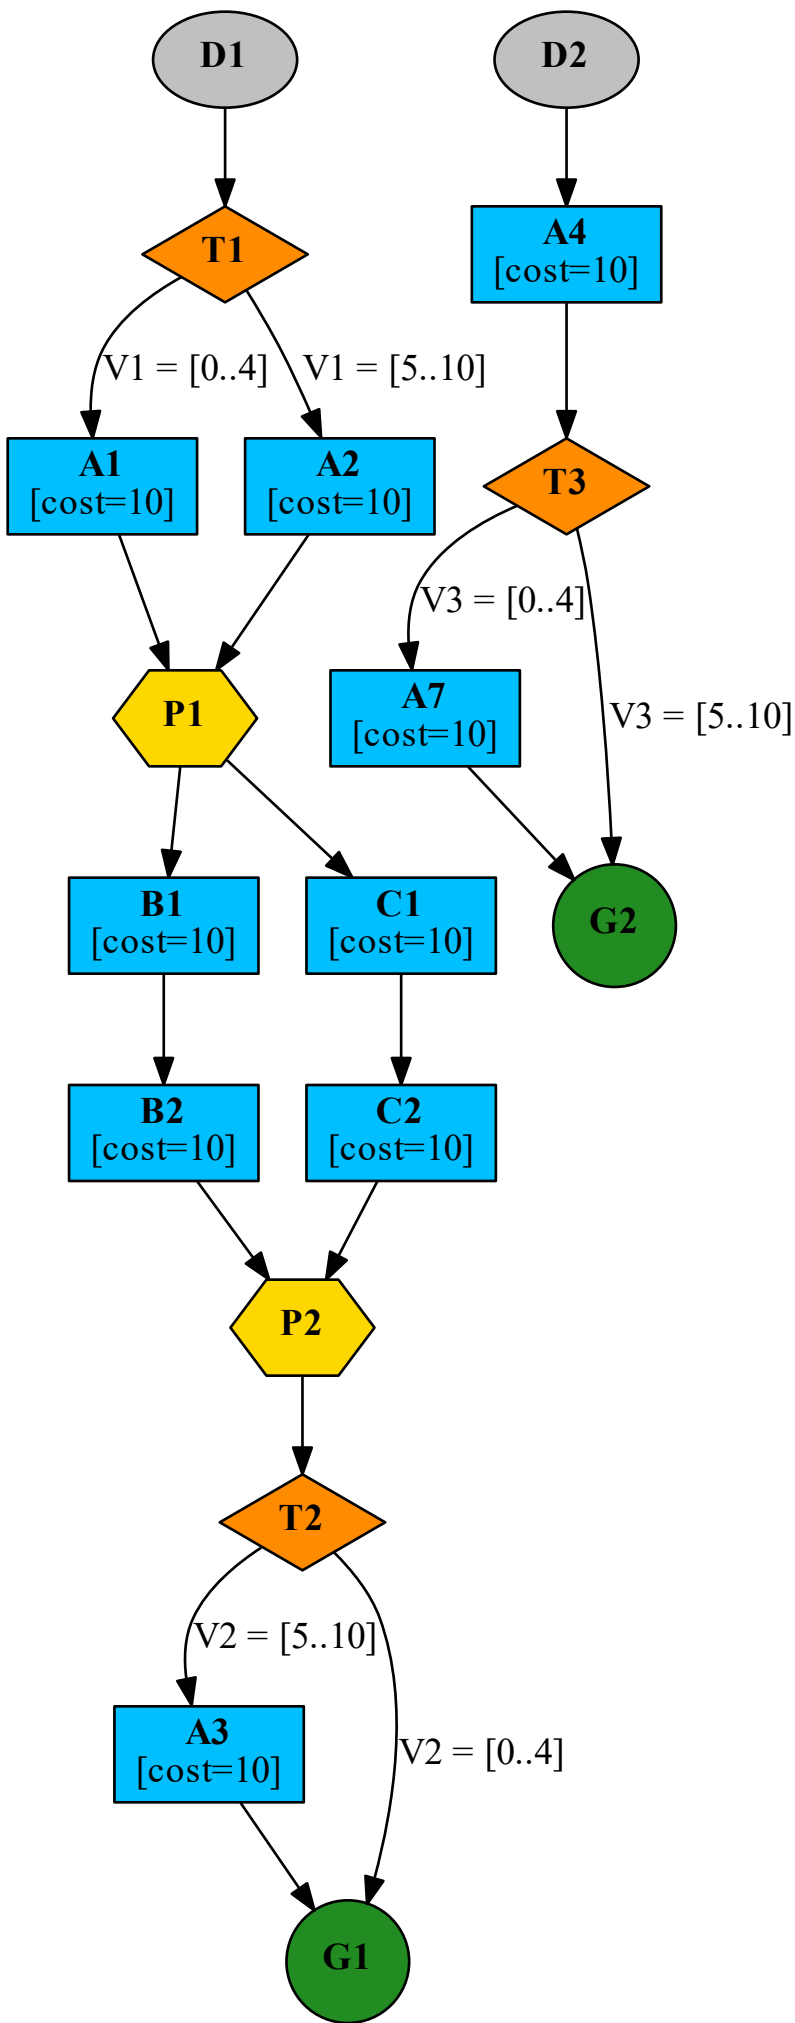 D1
D2
T1
A4
[cost=10]
V1 = [0..4]
V1 = [5..10]
A1
[cost=10]
A2
[cost=10]
T3
V3 = [0..4]
P1
A7
[cost=10]
V3 = [5..10]
B1
[cost=10]
C1
[cost=10]
G2
B2
[cost=10]
C2
[cost=10]
P2
T2
V2 = [5..10]
A3
[cost=10]
V2 = [0..4]
G1